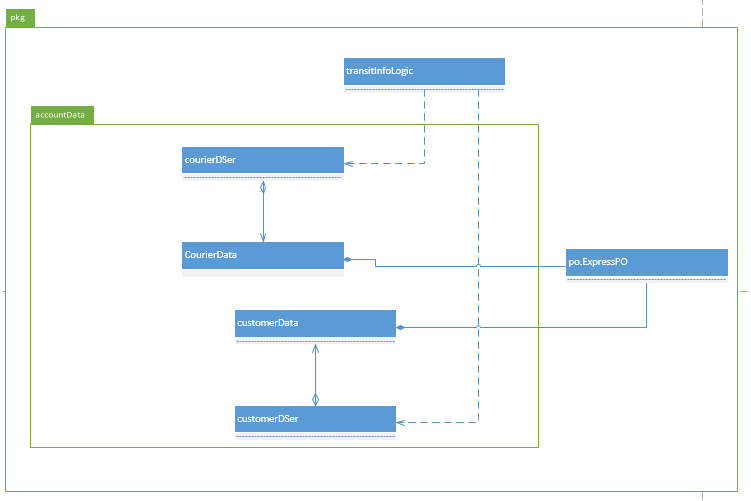 pkg
transitInfoLogic
accountData
courierDSer
CourierData
po.ExpressPO
customerData
customerDSer